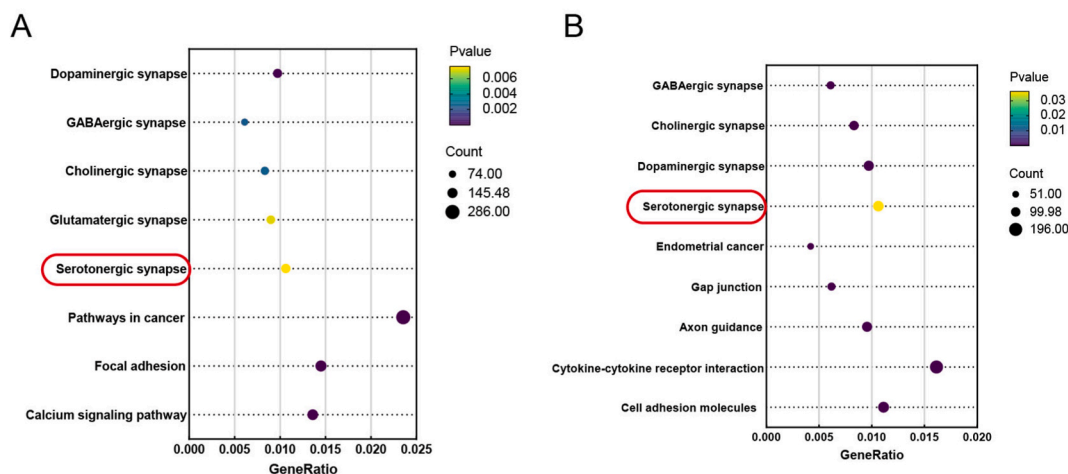 A
Dopaminergic synapse
GABAergic synapse
Cholinergic synapse
Glutamatergic synapse
Serotonergic synapse
Pathways in cancer
Focal adhesion
Calcium signaling pathway
0.000 0.005 0.010 0.015 0.020 0.025
GeneRatio
Pvalue
0.006
0.004
0.002
Count
74.00
145.48
286.00
B
GABAergic synapse
Cholinergic synapse
Dopaminergic synapse
Serotonergic synapse
Endometrial cancer
Gap junction
Axon guidance
Cytokine-cytokine receptor interaction
Cell adhesion molecules
0.000 0.005 0.010 0.015 0.020
GeneRatio
Pvalue
0.03
0.02
0.01
Count
51.00
99.98
196.00